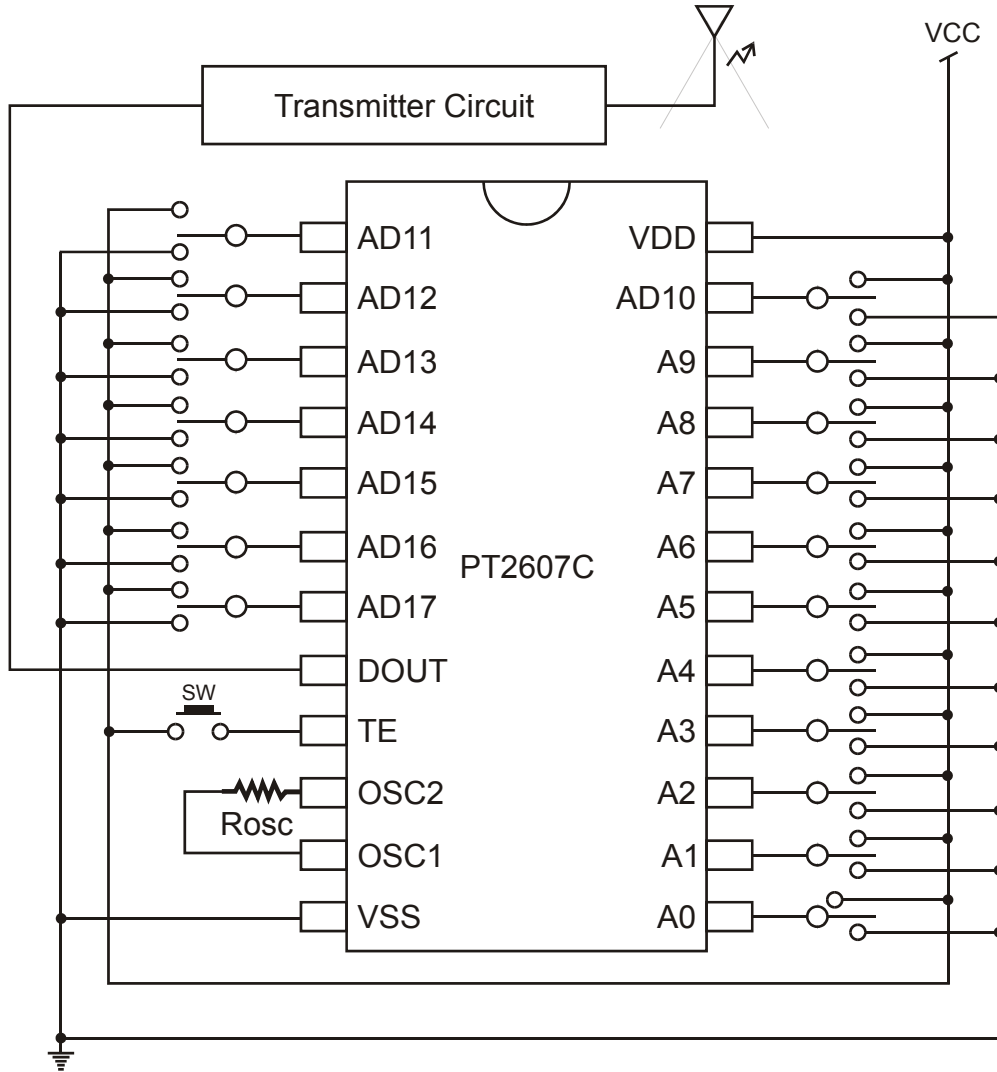 VCC
Transmitter Circuit
AD11
VDD
AD12
AD10
AD13
A9
AD14
A8
AD15
A7
AD16
A6
PT2607C
AD17
A5
DOUT
A4
SW
TE
A3
OSC2
A2
Rosc
OSC1
A1
VSS
A0